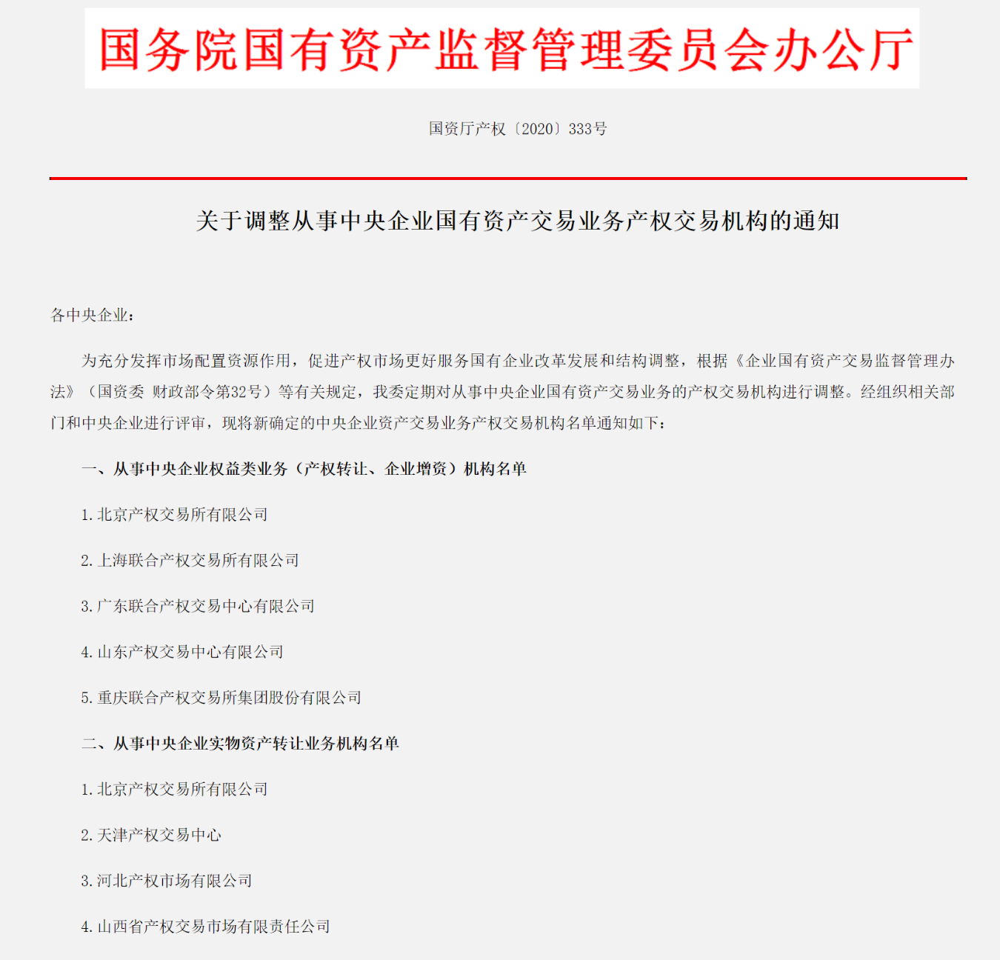 国务院国有资产监督管理委员会办公厅
国资厅产权〔2020〕333号
关于调整从事中央企业国有资产交易业务产权交易机构的通知
各中央企业：
为充分发挥市场配置资源作用，促进产权市场更好服务国有企业改革发展和结构调整，根据《企业国有资产交易监督管理办
法》（国资委 财政部令第32号）等有关规定，我委定期对从事中央企业国有资产交易业务的产权交易机构进行调整。经组织相关部
门和中央企业进行评审，现将新确定的中央企业资产交易业务产权交易机构名单通知如下：
一、从事中央企业权益类业务（产权转让、企业增资）机构名单
1.北京产权交易所有限公司
2.上海联合产权交易所有限公司
3.广东联合产权交易中心有限公司
4.山东产权交易中心有限公司
5.重庆联合产权交易所集团股份有限公司
二、从事中央企业实物资产转让业务机构名单
1.北京产权交易所有限公司
2.天津产权交易中心
3.河北产权市场有限公司
4.山西省产权交易市场有限责任公司